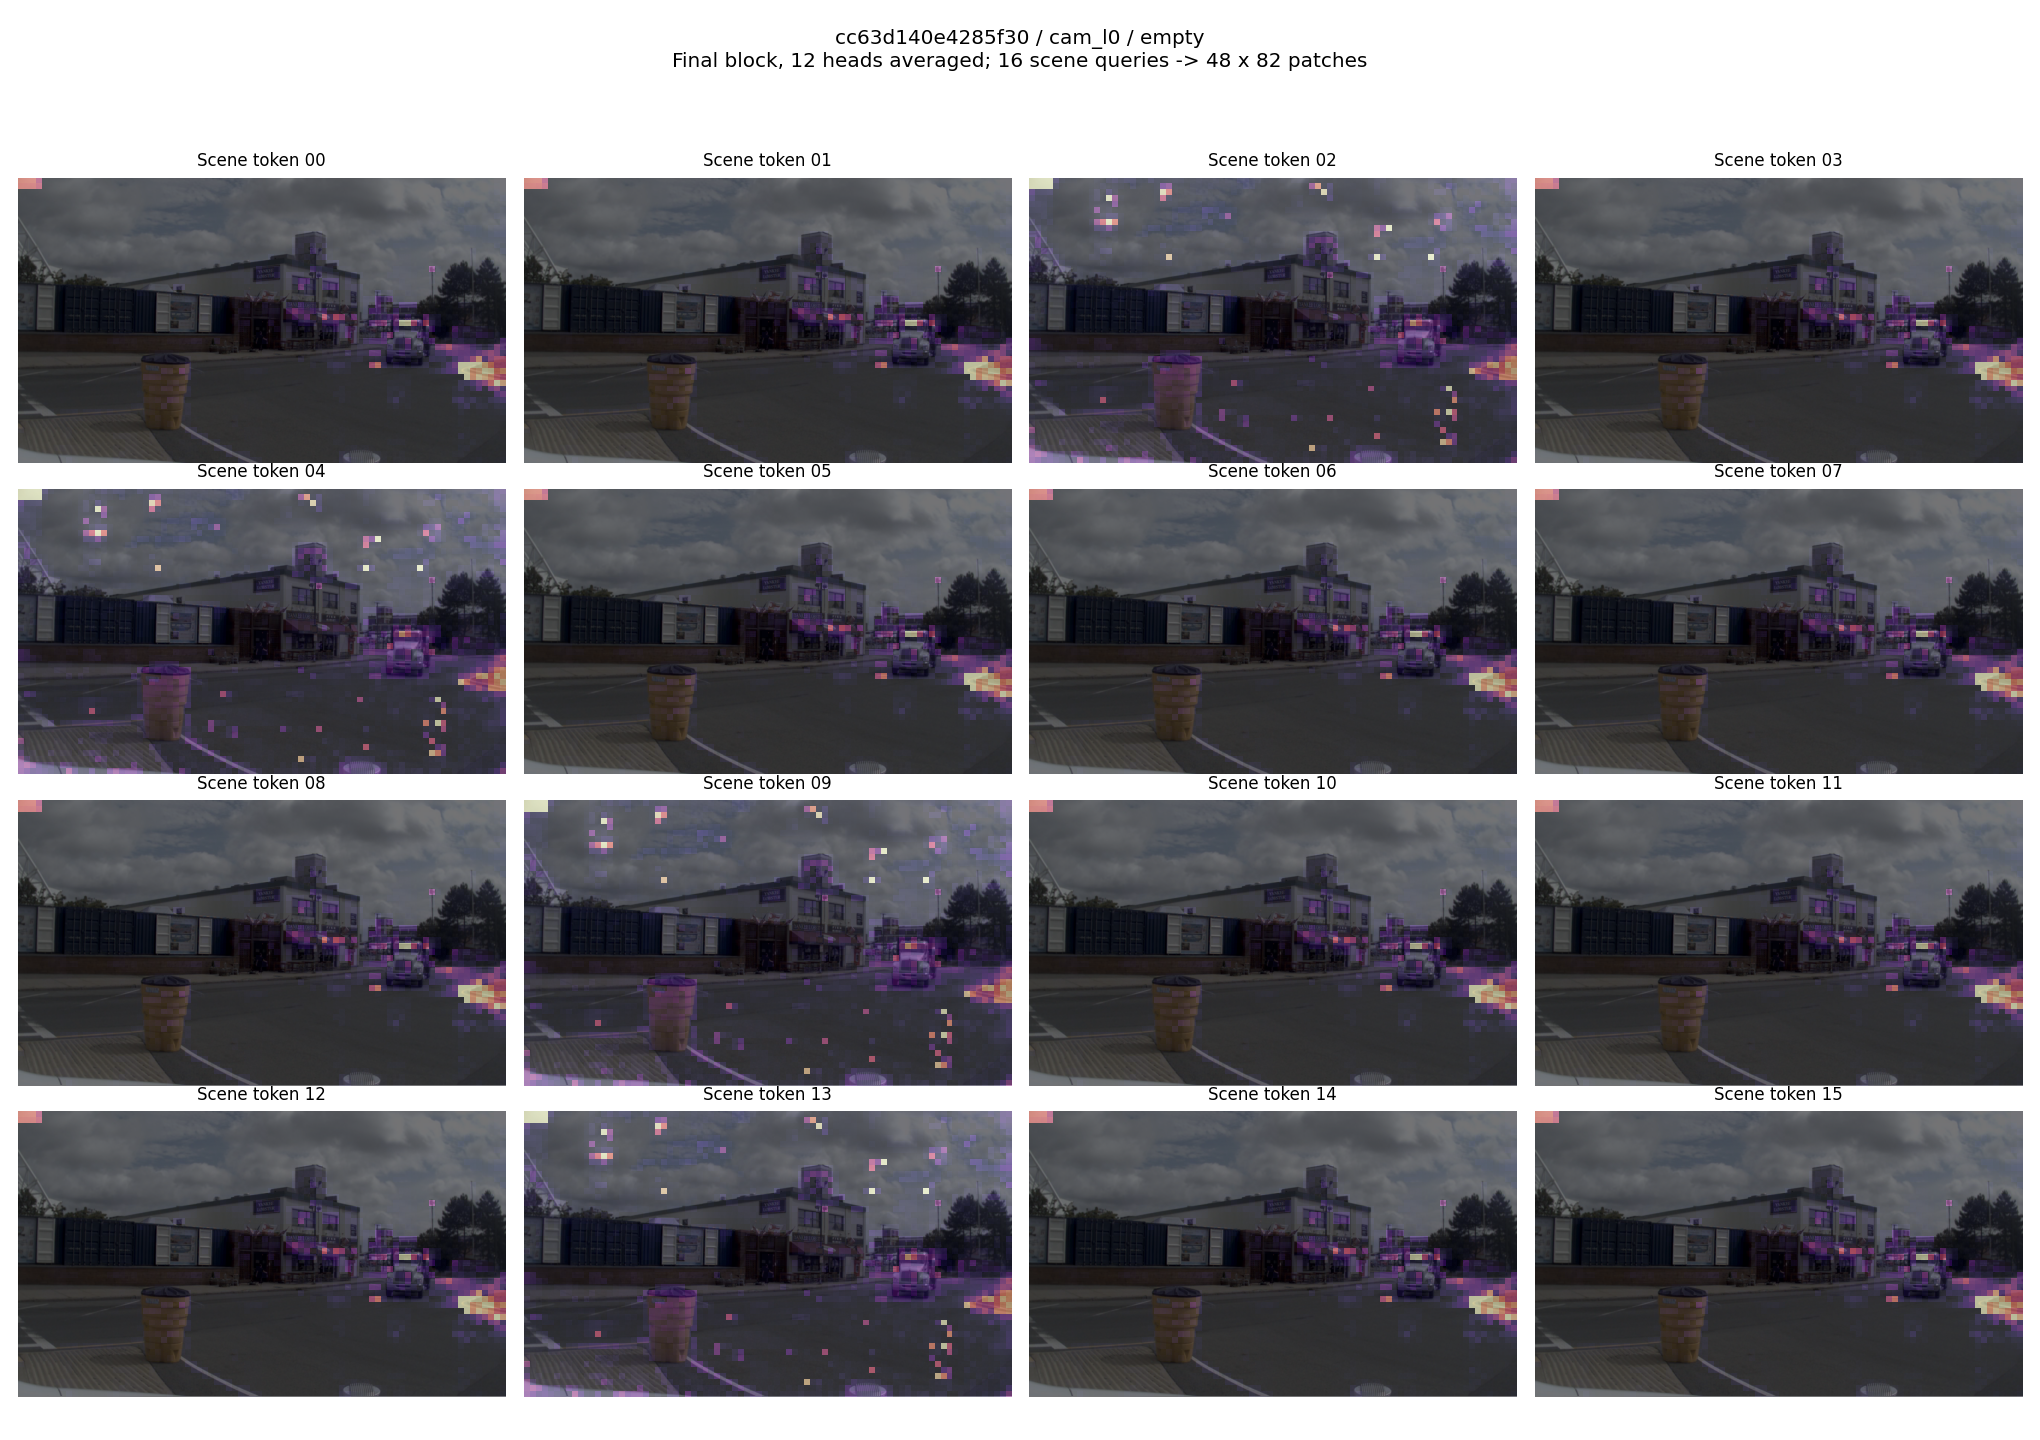 cc63d140e4285f30 / cam_l0 / empty
Final block, 12 heads averaged; 16 scene queries -> 48 x 82 patches
Scene token 00
Scene token 01
Scene token 02
Scene token 03
Scene token 04
Scene token 05
Scene token 06
Scene token 07
Scene token 08
Scene token 09
Scene token 10
Scene token 11
Scene token 12
Scene token 13
Scene token 14
Scene token 15